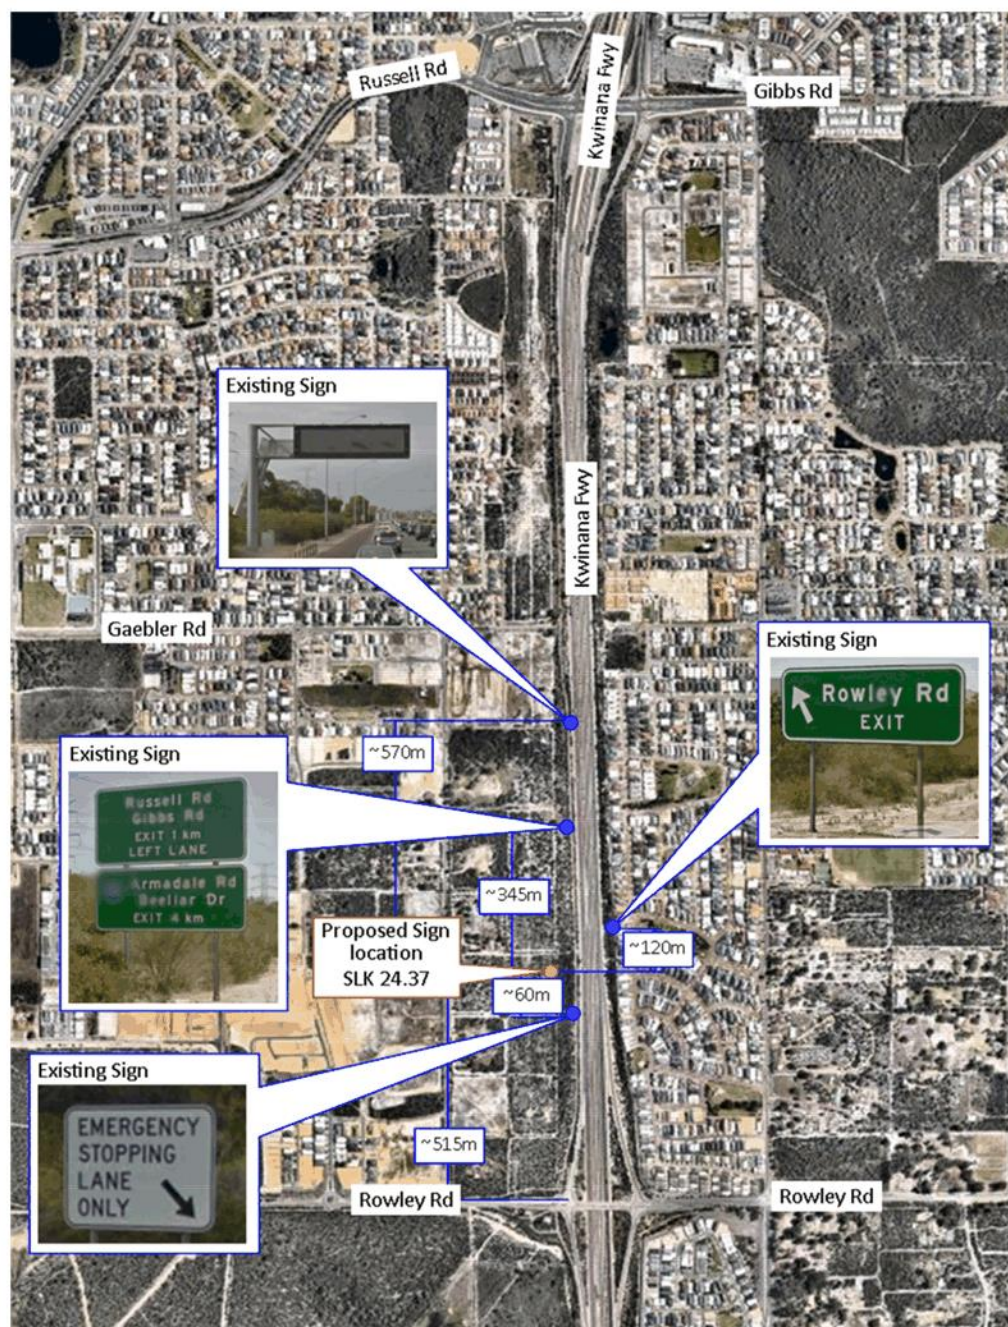 Russell Rd
Kwinana Fwy
Gibbs Rd
Existing Sign
Kwinana Fwy
Gaebler Rd
Existing Sign
Rowley Rd
EXIT
~570m
Existing Sign
Russell Rd
Gibbs Rd
EXIT 1 km
LEFT LANE
Armadale Rd
Beeliar Dr
EXIT 4 km
~345m
Proposed Sign
location
SLK 24.37
~120m
~60m
Existing Sign
EMERGENCY
STOPPING
LANE
ONLY
~515m
Rowley Rd
Rowley Rd